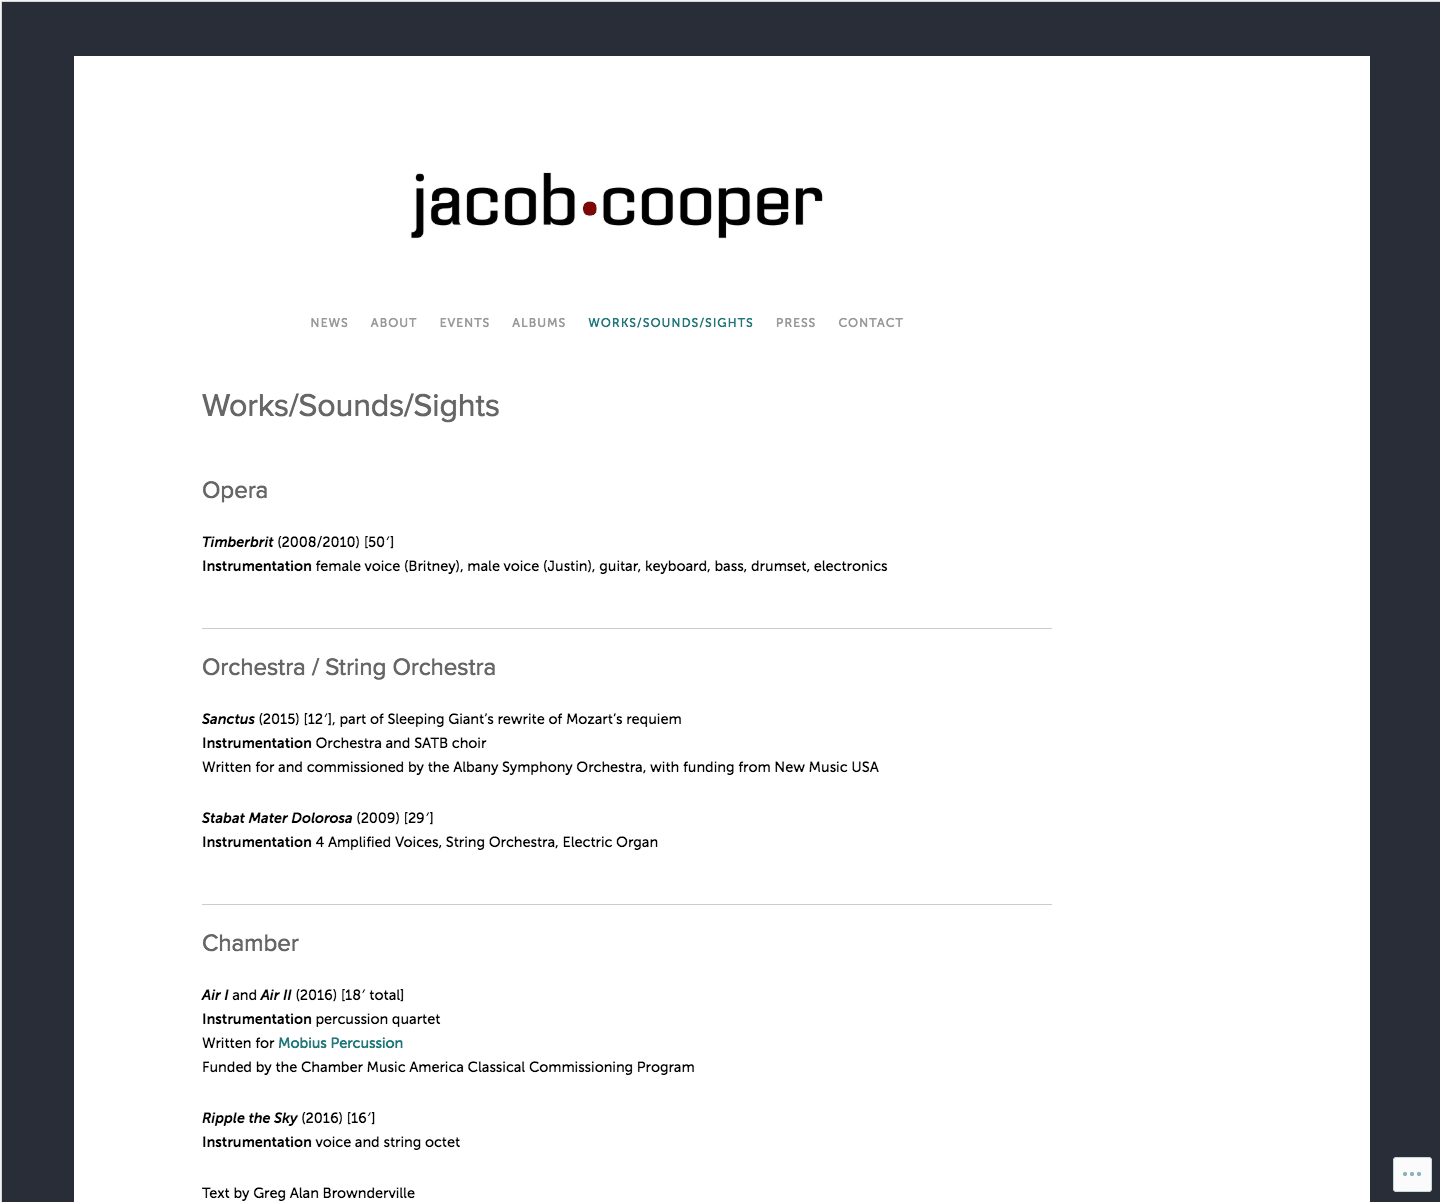 jacob•cooper
NEWS ABOUT EVENTS ALBUMS WORKS/SOUNDS/SIGHTS PRESS CONTACT
Works/Sounds/Sights
Opera
Timberbrit (2008/2010) [50′]
Instrumentation female voice (Britney), male voice (Justin), guitar, keyboard, bass, drumset, electronics
Orchestra / String Orchestra
Sanctus (2015) [12′], part of Sleeping Giant’s rewrite of Mozart’s requiem
Instrumentation Orchestra and SATB choir
Written for and commissioned by the Albany Symphony Orchestra, with funding from New Music USA
Stabat Mater Dolorosa (2009) [29′]
Instrumentation 4 Amplified Voices, String Orchestra, Electric Organ
Chamber
Air I and Air II (2016) [18′ total]
Instrumentation percussion quartet
Written for Mobius Percussion
Funded by the Chamber Music America Classical Commissioning Program
Ripple the Sky (2016) [16′]
Instrumentation voice and string octet
Text by Greg Alan Brownderville